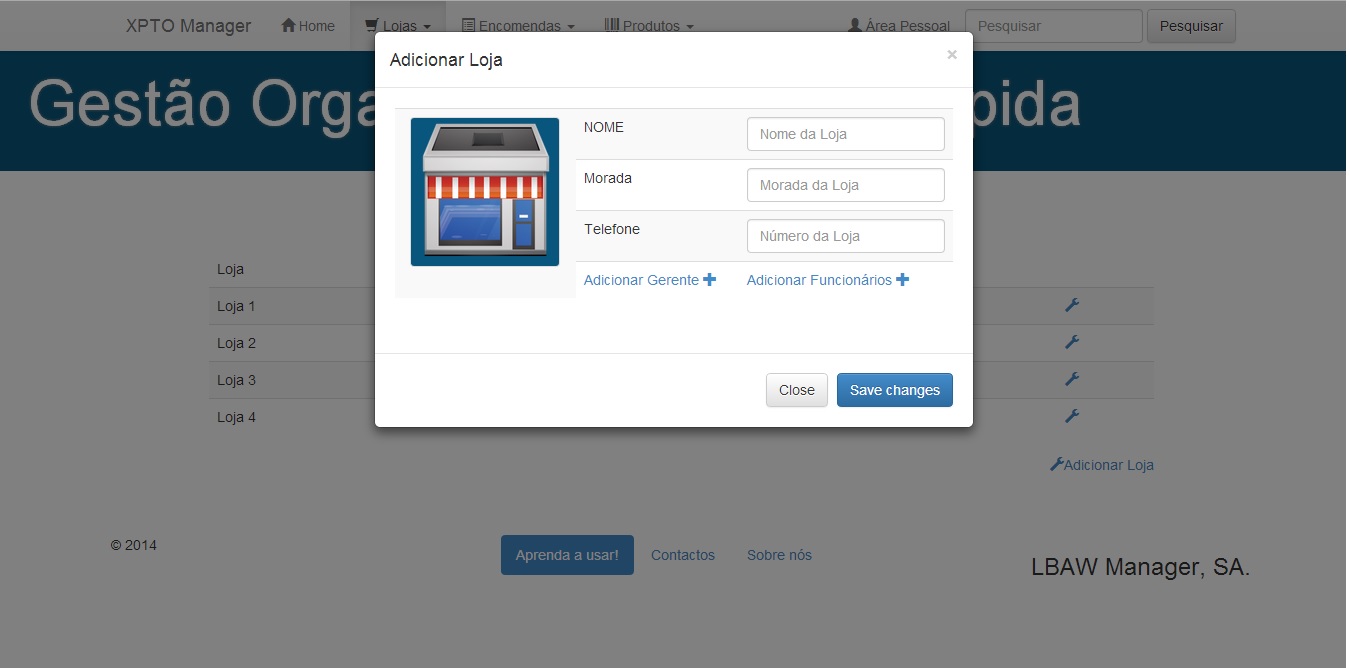 XPTO Manager Home Lojas Encomendas Produtos Área Pessoal Pesquisar Pesquisar
Adicionar Loja ×
Gestão Orga pida
NOME Nome da Loja
Morada Morada da Loja
Telefone Número da Loja
Adicionar Gerente Adicionar Funcionários
Loja
Loja 1
Loja 2
Loja 3
Loja 4
Close Save changes
Adicionar Loja
© 2014 Aprenda a usar! Contactos Sobre nós LBAW Manager, SA.